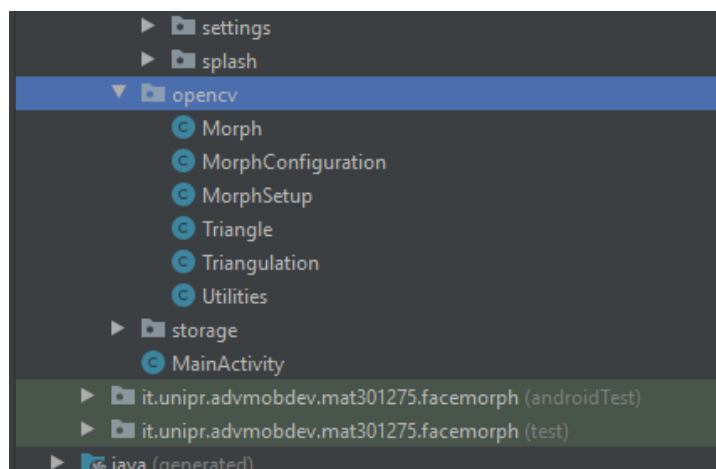 settings
splash
opencv
Morph
MorphConfiguration
MorphSetup
Triangle
Triangulation
Utilities
storage
MainActivity
it.unipr.advmobdev.mat301275.facemorph (androidTest)
it.unipr.advmobdev.mat301275.facemorph (test)
java (generated)